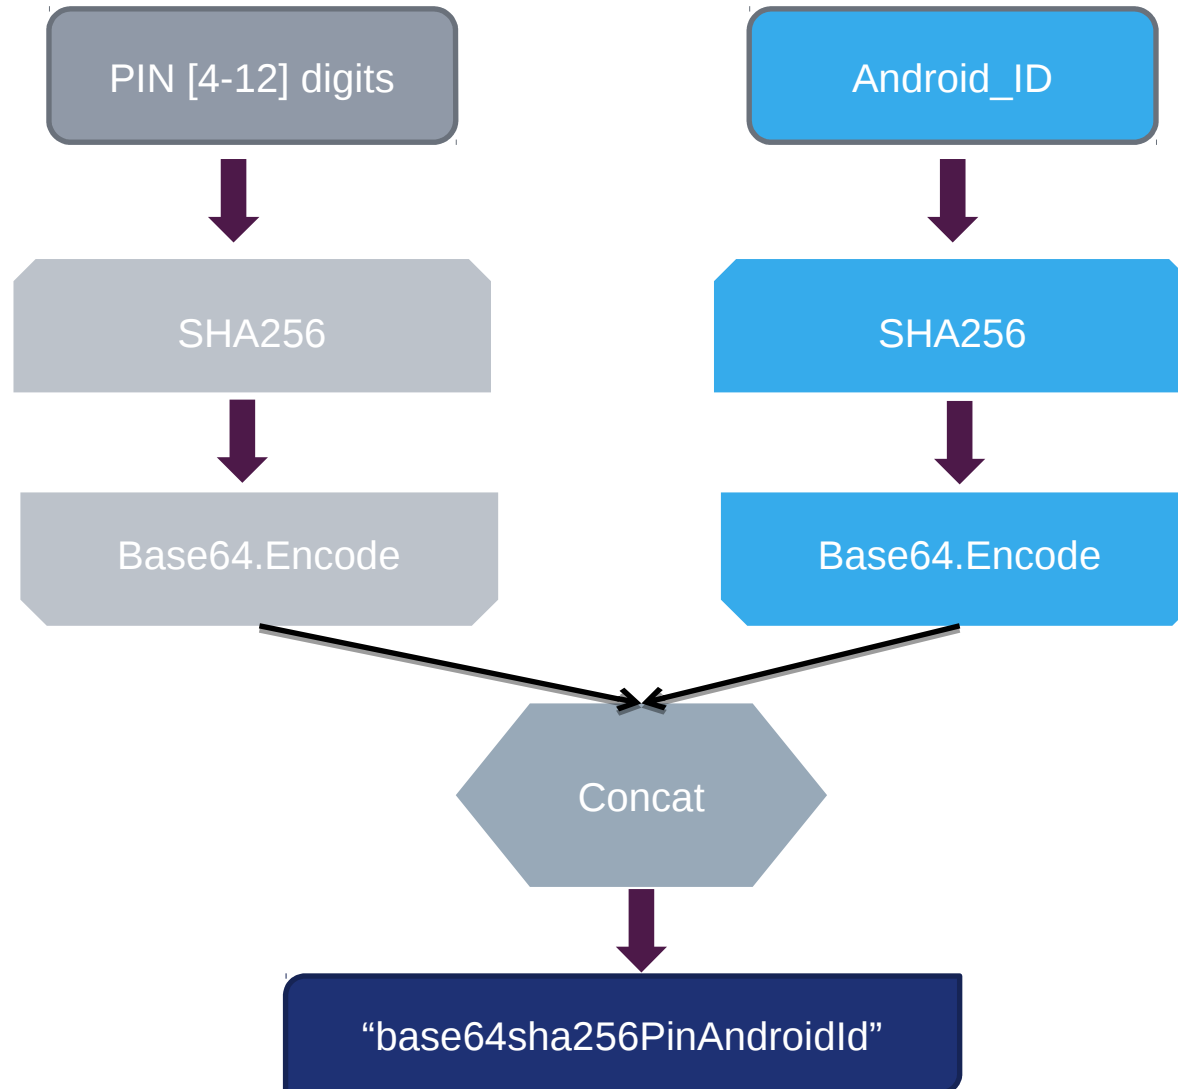 PIN [4-12] digits
Android_ID
SHA256
SHA256
Base64.Encode
Base64.Encode
Concat
“base64sha256PinAndroidId”